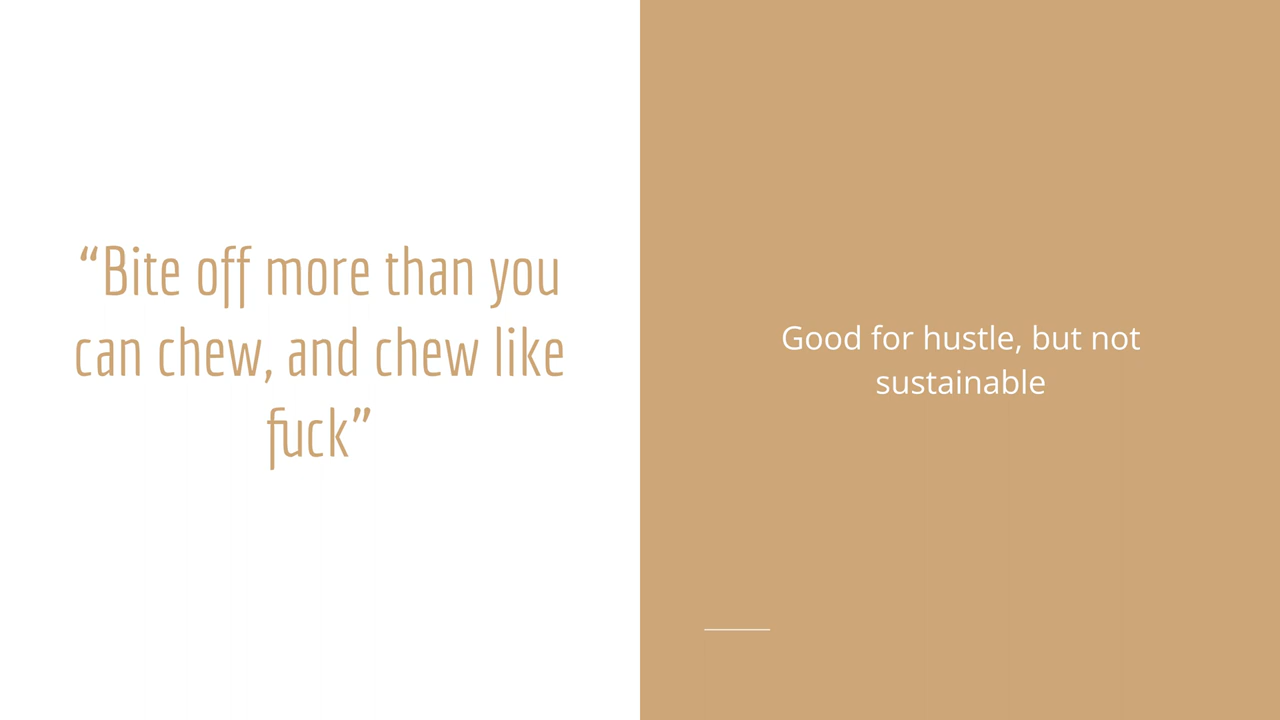 “Bite off more than you
can chew, and chew like
fuck”
Good for hustle, but not
sustainable